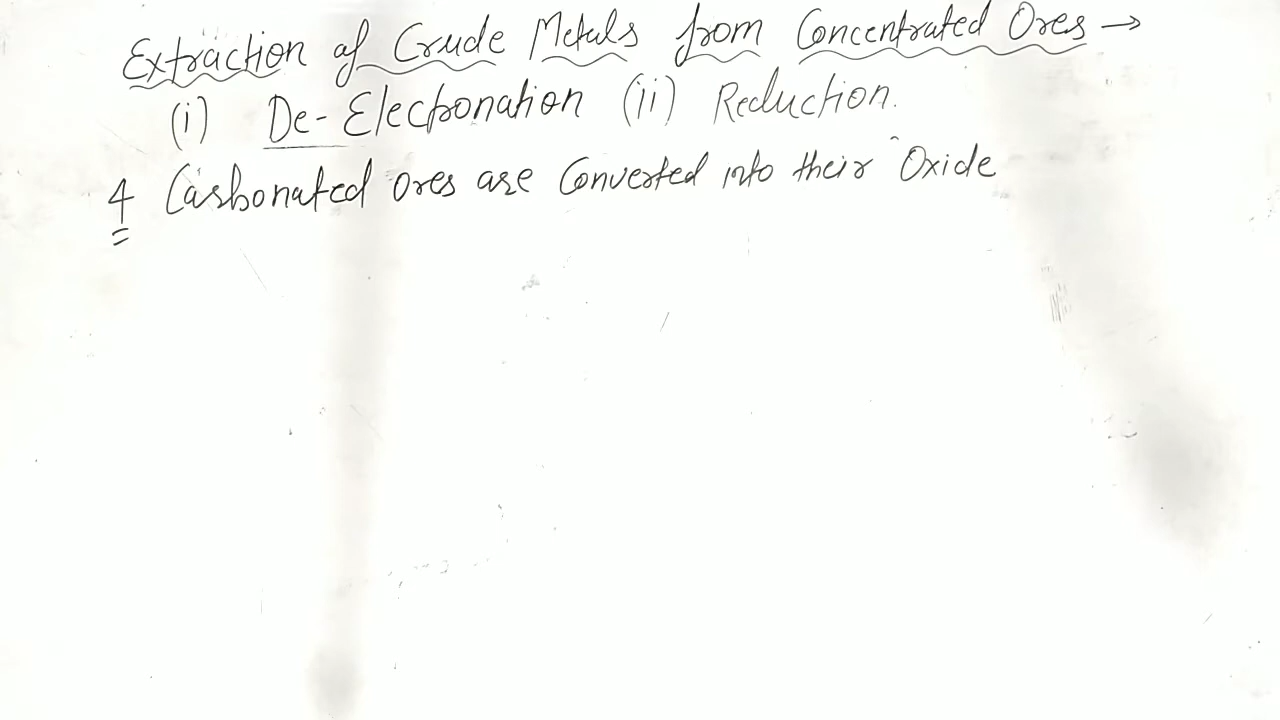 Extraction of Crude Metals from Concentrated Ores →
(i) De-Electronation (ii) Reduction.
4 Carbonated Ores are Converted into their Oxide